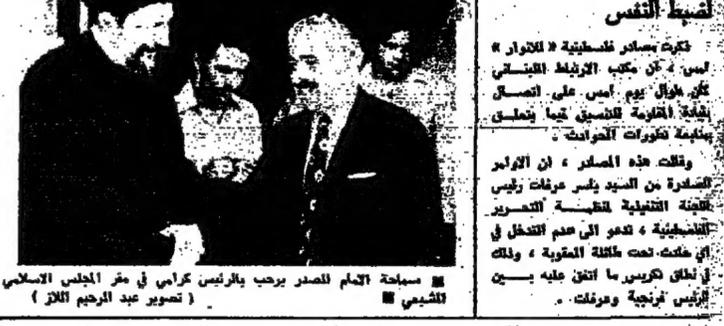 لضبط النفس
ذكرت مصادر فلسطينية « للانوار »
امس ، ان مكتب الارتباط اللبناني
كان طوال يوم امس على اتصال
بقيادة المقاومة للتنسيق فيما يتعلق
بمتابعة تطورات الحوادث .
وقالت هذه المصادر ، ان الاوامر
الصادرة من السيد ياسر عرفات رئيس
اللجنة التنفيذية لمنظمة التحرير
الفلسطينية ، تدعو الى عدم التدخل في
اي حادث تحت طائلة العقوبة ، وذلك
في نطاق تكريس ما اتفق عليه بين
الرئيس فرنجية وعرفات .
سماحة الامام الصدر يرحب بالرئيس كرامي في مقر المجلس الاسلامي
الشيعي ( تصوير عبد الرحيم اللاز )